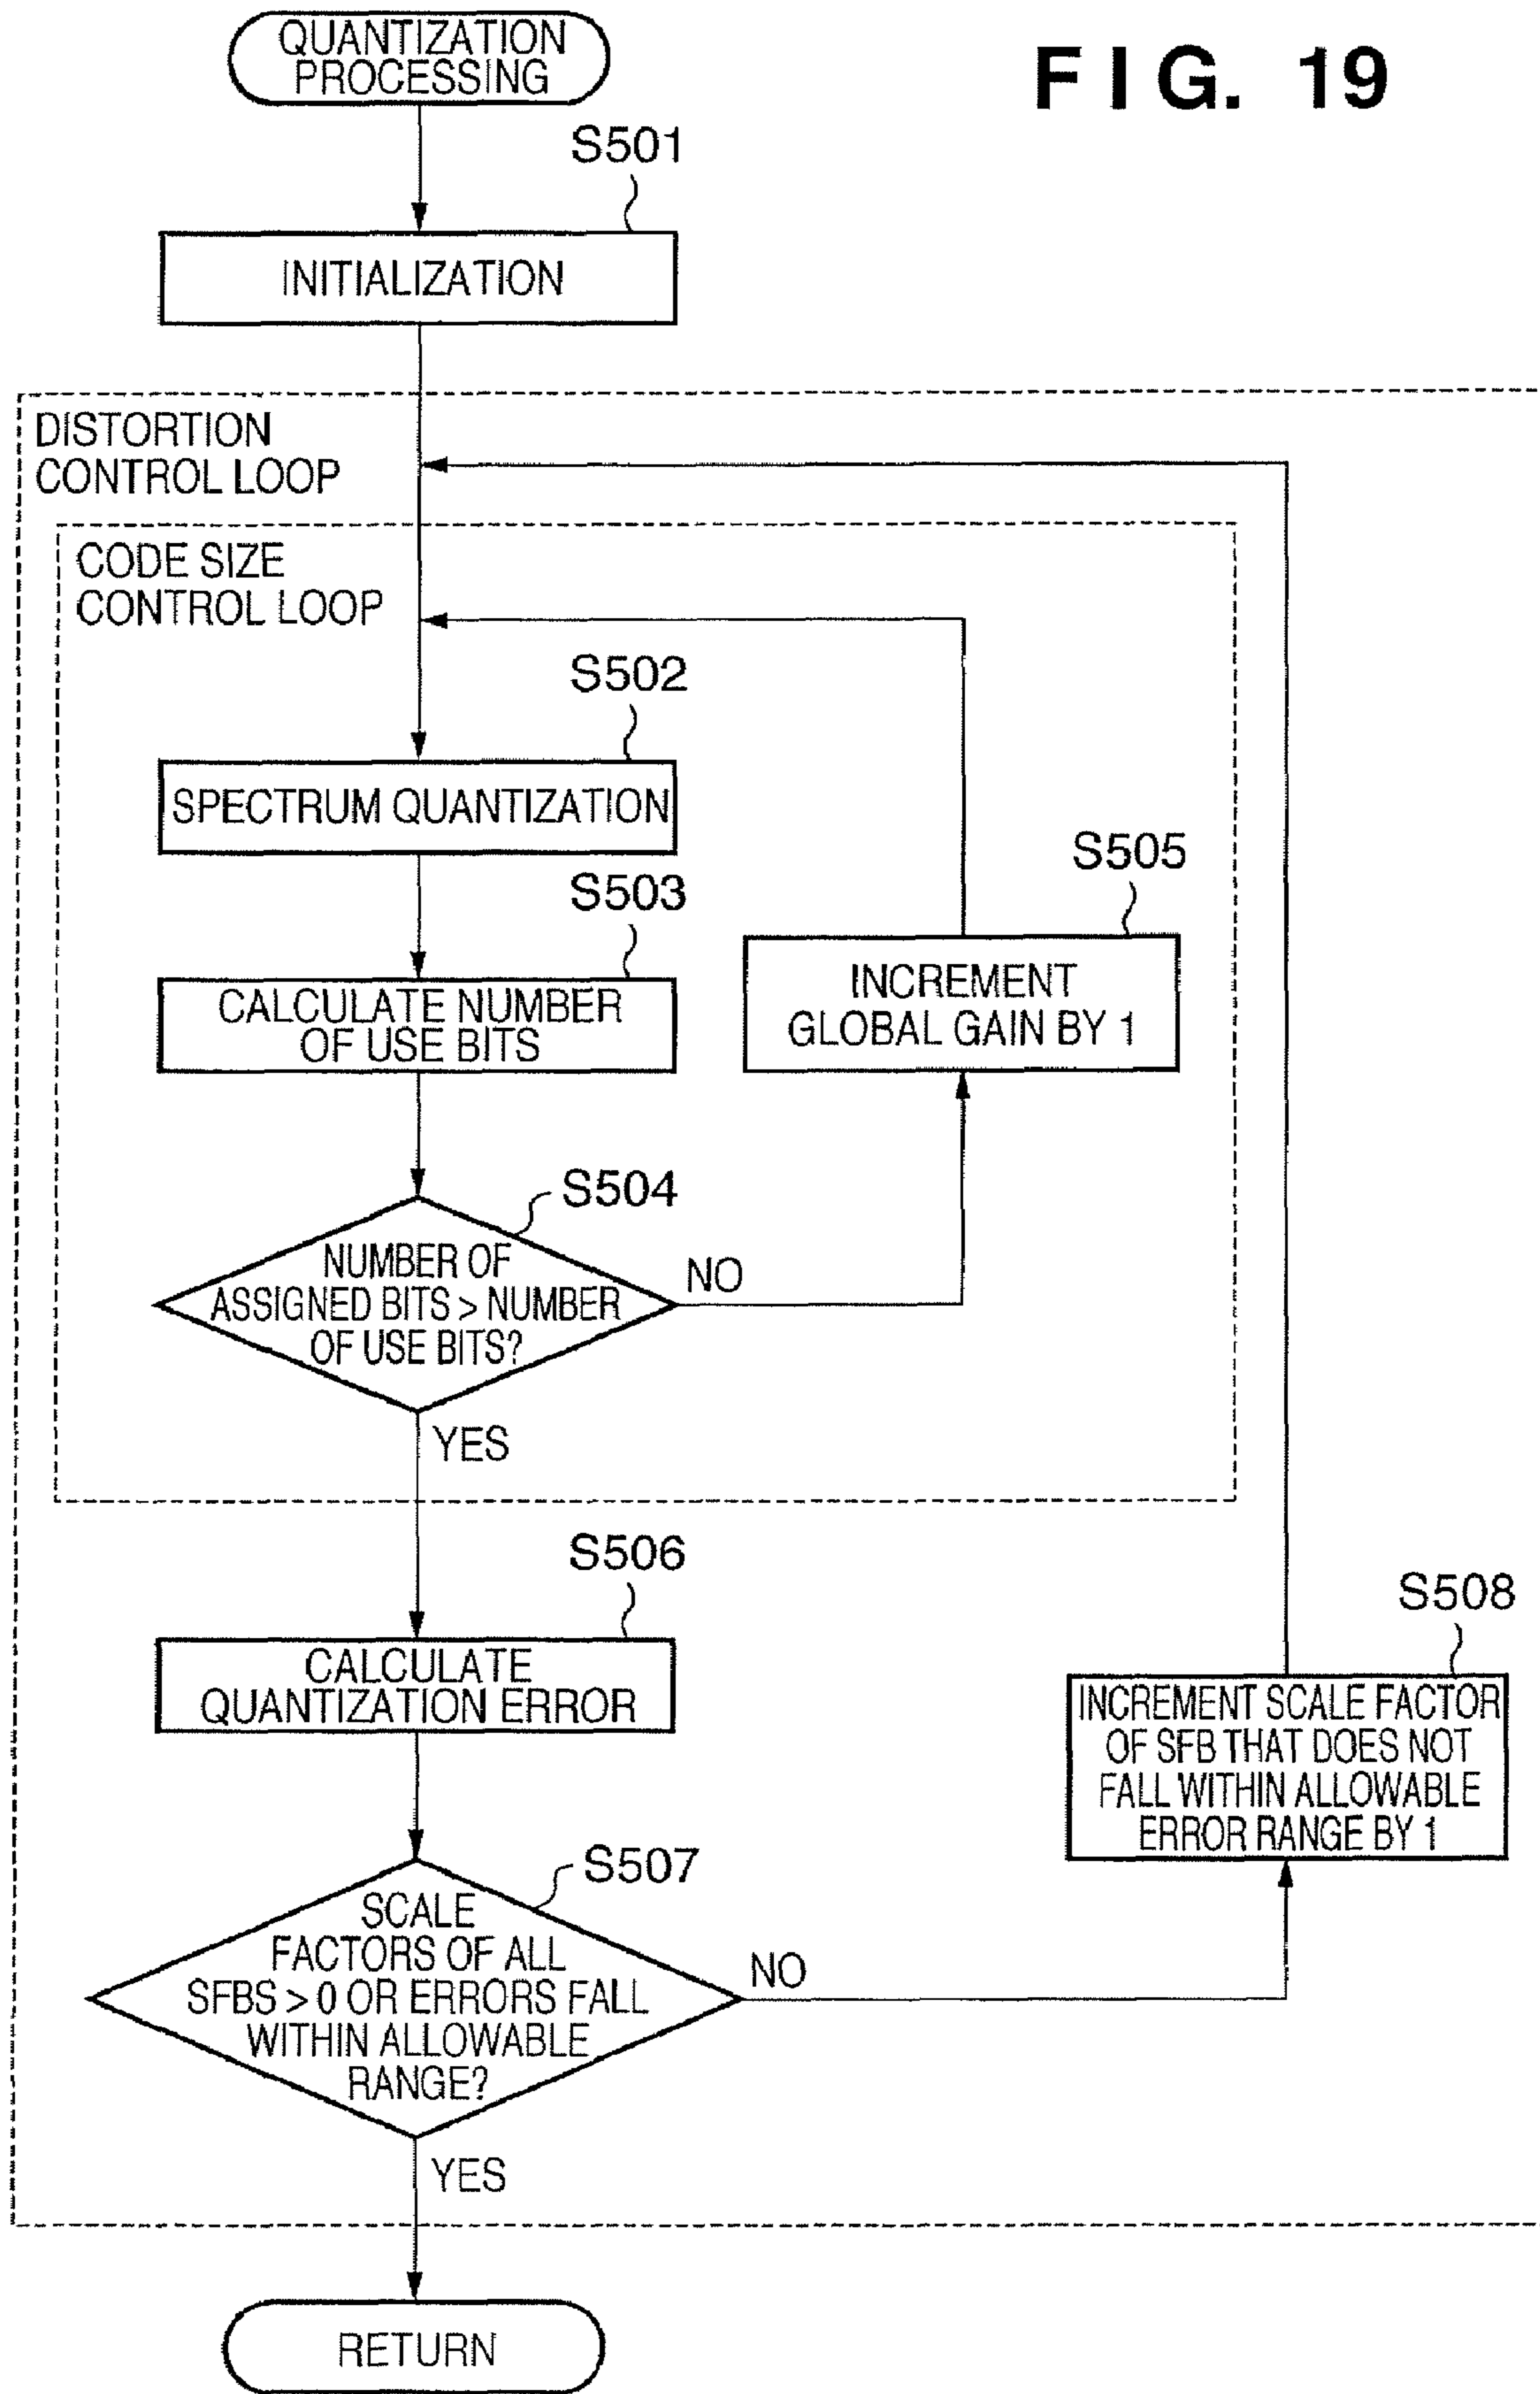 QUANTIZATION
PROCESSING
FIG. 19
S501
INITIALIZATION
DISTORTION
CONTROL LOOP
CODE SIZE
CONTROL LOOP
S502
SPECTRUM QUANTIZATION
S503
CALCULATE NUMBER
OF USE BITS
S505
INCREMENT
GLOBAL GAIN BY 1
S504
NUMBER OF
ASSIGNED BITS > NUMBER
OF USE BITS?
NO
YES
S506
CALCULATE
QUANTIZATION ERROR
S508
INCREMENT SCALE FACTOR
OF SFB THAT DOES NOT
FALL WITHIN ALLOWABLE
ERROR RANGE BY 1
S507
SCALE
FACTORS OF ALL
SFBS > 0 OR ERRORS FALL
WITHIN ALLOWABLE
RANGE?
NO
YES
RETURN